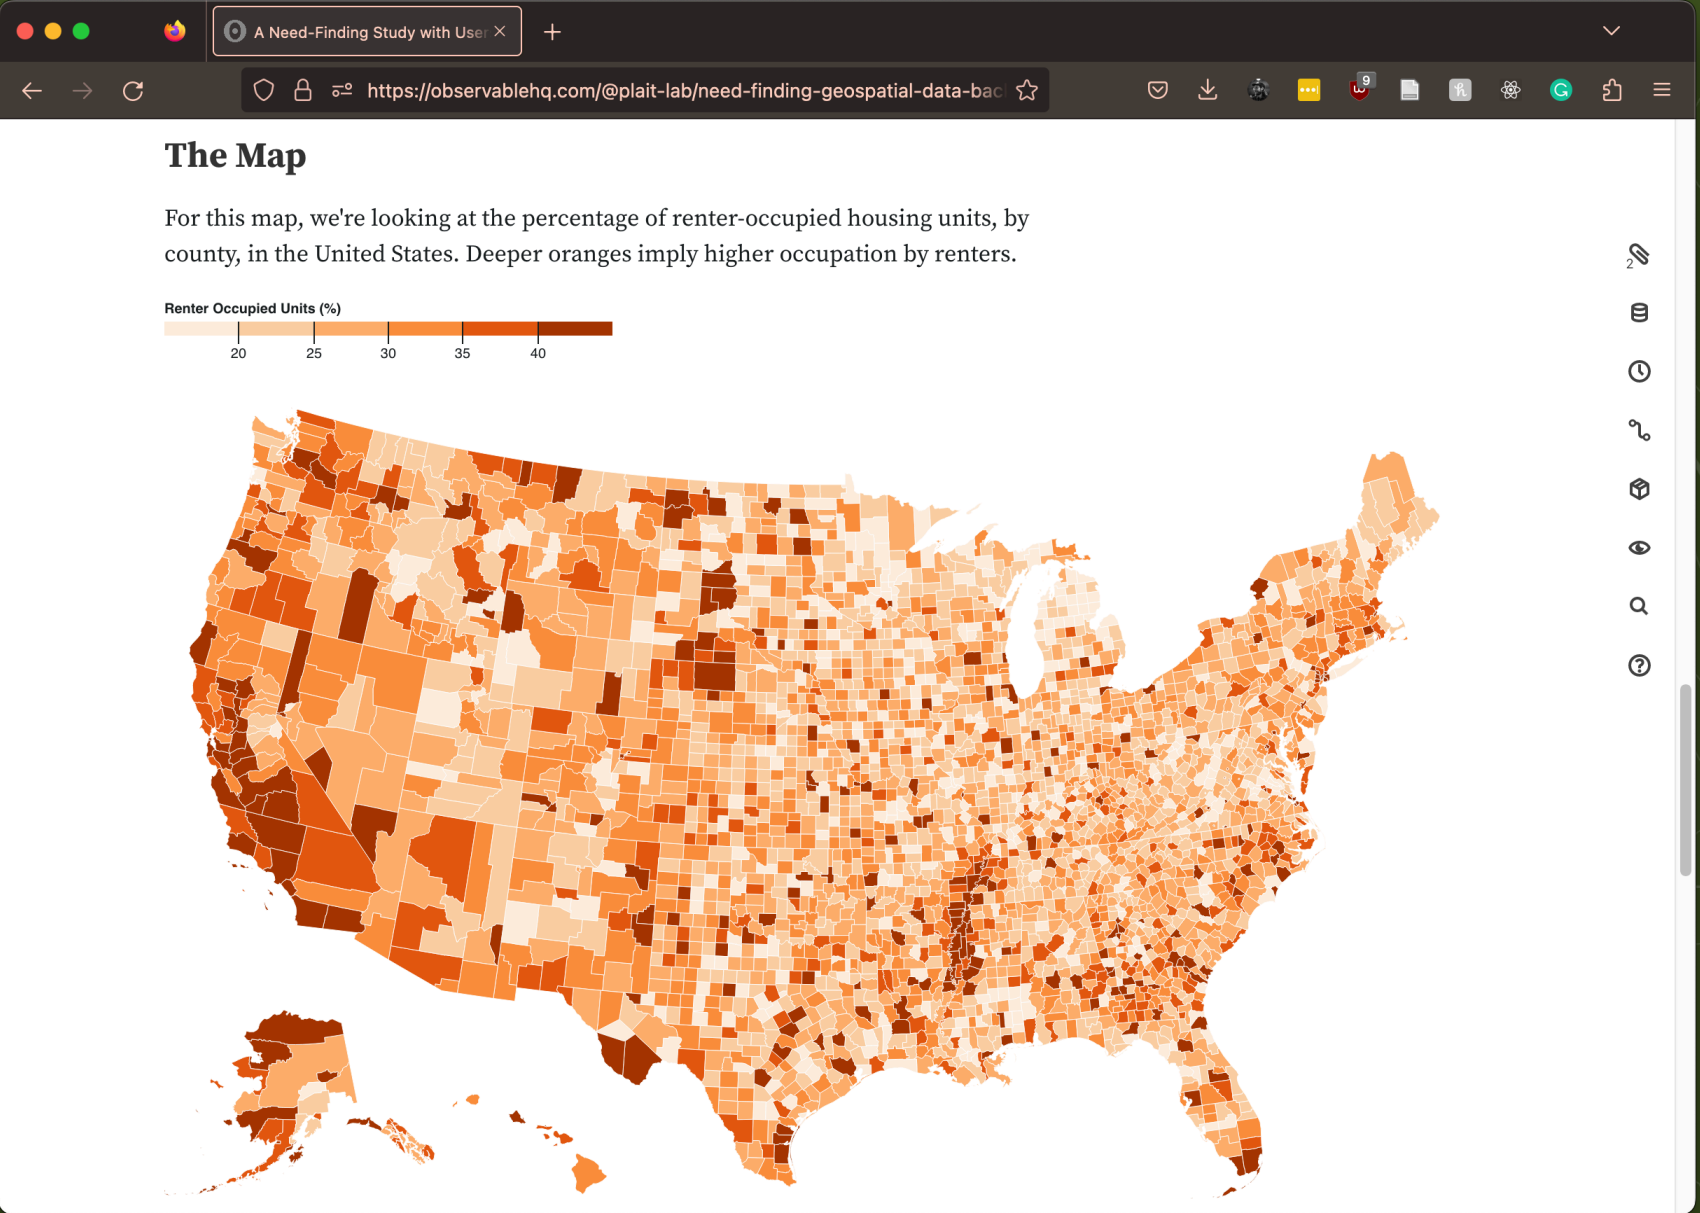 A Need-Finding Study with User
https://observablehq.com/@plait-lab/need-finding-geospatial-data-bac
9
The Map
For this map, we're looking at the percentage of renter-occupied housing units, by
county, in the United States. Deeper oranges imply higher occupation by renters.
2
Renter Occupied Units (%)
20 25 30 35 40